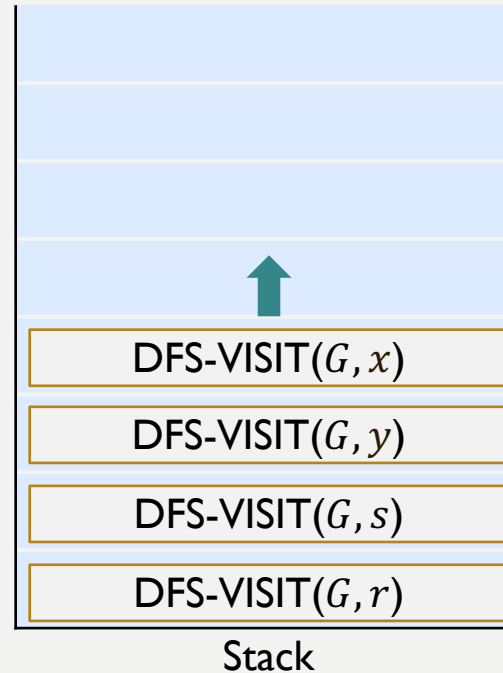 DFS-VISIT(𝐺, 𝑥)
DFS-VISIT(𝐺, 𝑦)
DFS-VISIT(𝐺, 𝑠)
DFS-VISIT(𝐺, 𝑟)
Stack